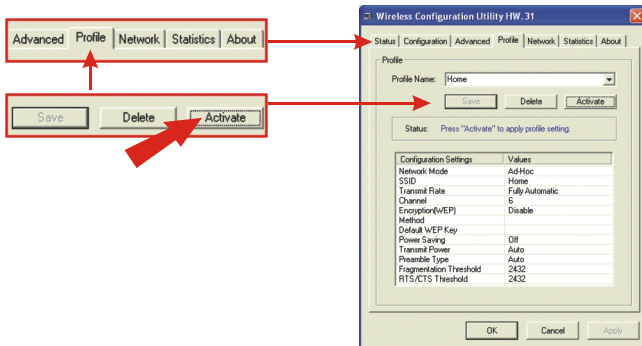 Advanced Profile Network Statistics About
Save Delete Activate
Wireless Configuration Utility HW.31
Status Configuration Advanced Profile Network Statistics About
Profile
Profile Name: Home
Save Delete Activate
Status: Press "Activate" to apply profile setting.
Configuration Settings Values
Network Mode Ad-Hoc
SSID Home
Transmit Rate Fully Automatic
Channel 6
Encryption(WEP) Disable
Method
Default WEP Key
Power Saving Off
Transmit Power Auto
Preamble Type Auto
Fragmentation Threshold 2432
RTS/CTS Threshold 2432
OK Cancel Apply